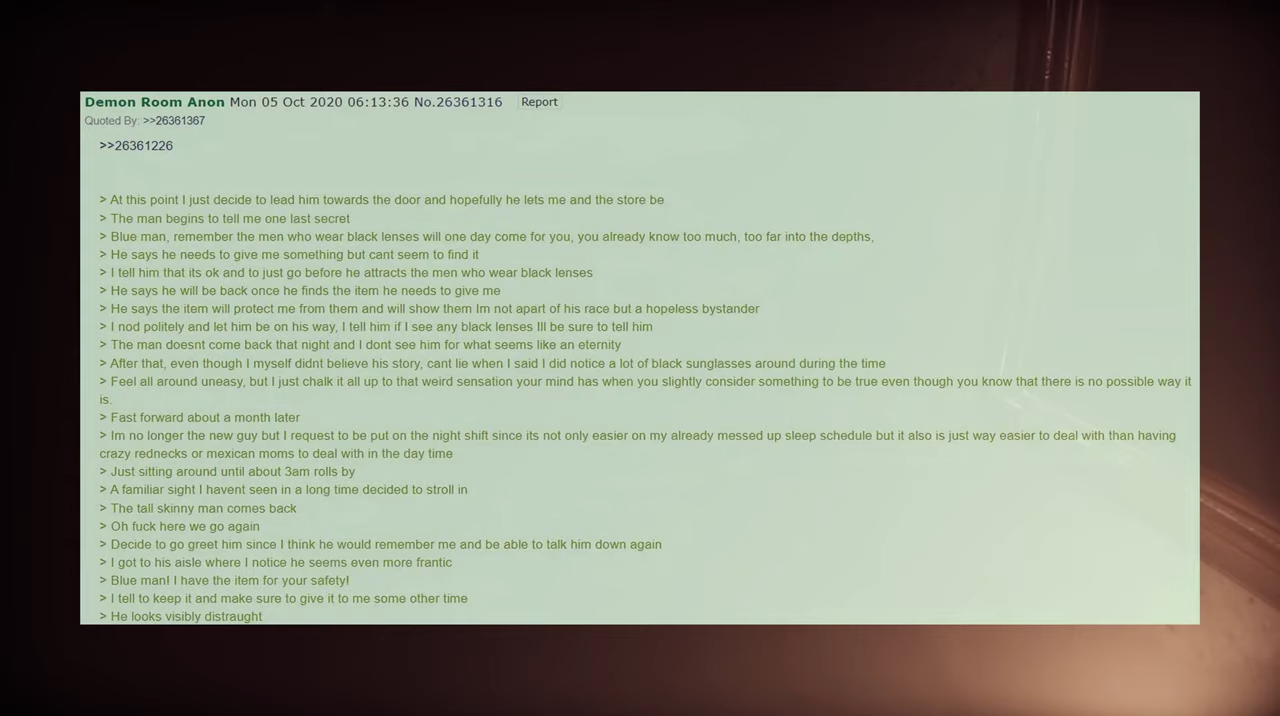 Demon Room Anon Mon 05 Oct 2020 06:13:36 No.26361316 Report
Quoted By: >>26361367
>>26361226
> At this point I just decide to lead him towards the door and hopefully he lets me and the store be
> The man begins to tell me one last secret
> Blue man, remember the men who wear black lenses will one day come for you, you already know too much, too far into the depths,
> He says he needs to give me something but cant seem to find it
> I tell him that its ok and to just go before he attracts the men who wear black lenses
> He says he will be back once he finds the item he needs to give me
> He says the item will protect me from them and will show them Im not apart of his race but a hopeless bystander
> I nod politely and let him be on his way, I tell him if I see any black lenses Ill be sure to tell him
> The man doesnt come back that night and I dont see him for what seems like an eternity
> After that, even though I myself didnt believe his story, cant lie when I said I did notice a lot of black sunglasses around during the time
> Feel all around uneasy, but I just chalk it all up to that weird sensation your mind has when you slightly consider something to be true even though you know that there is no possible way it
is.
> Fast forward about a month later
> Im no longer the new guy but I request to be put on the night shift since its not only easier on my already messed up sleep schedule but it also is just way easier to deal with than having
crazy rednecks or mexican moms to deal with in the day time
> Just sitting around until about 3am rolls by
> A familiar sight I havent seen in a long time decided to stroll in
> The tall skinny man comes back
> Oh fuck here we go again
> Decide to go greet him since I think he would remember me and be able to talk him down again
> I got to his aisle where I notice he seems even more frantic
> Blue man! I have the item for your safety!
> I tell to keep it and make sure to give it to me some other time
> He looks visibly distraught